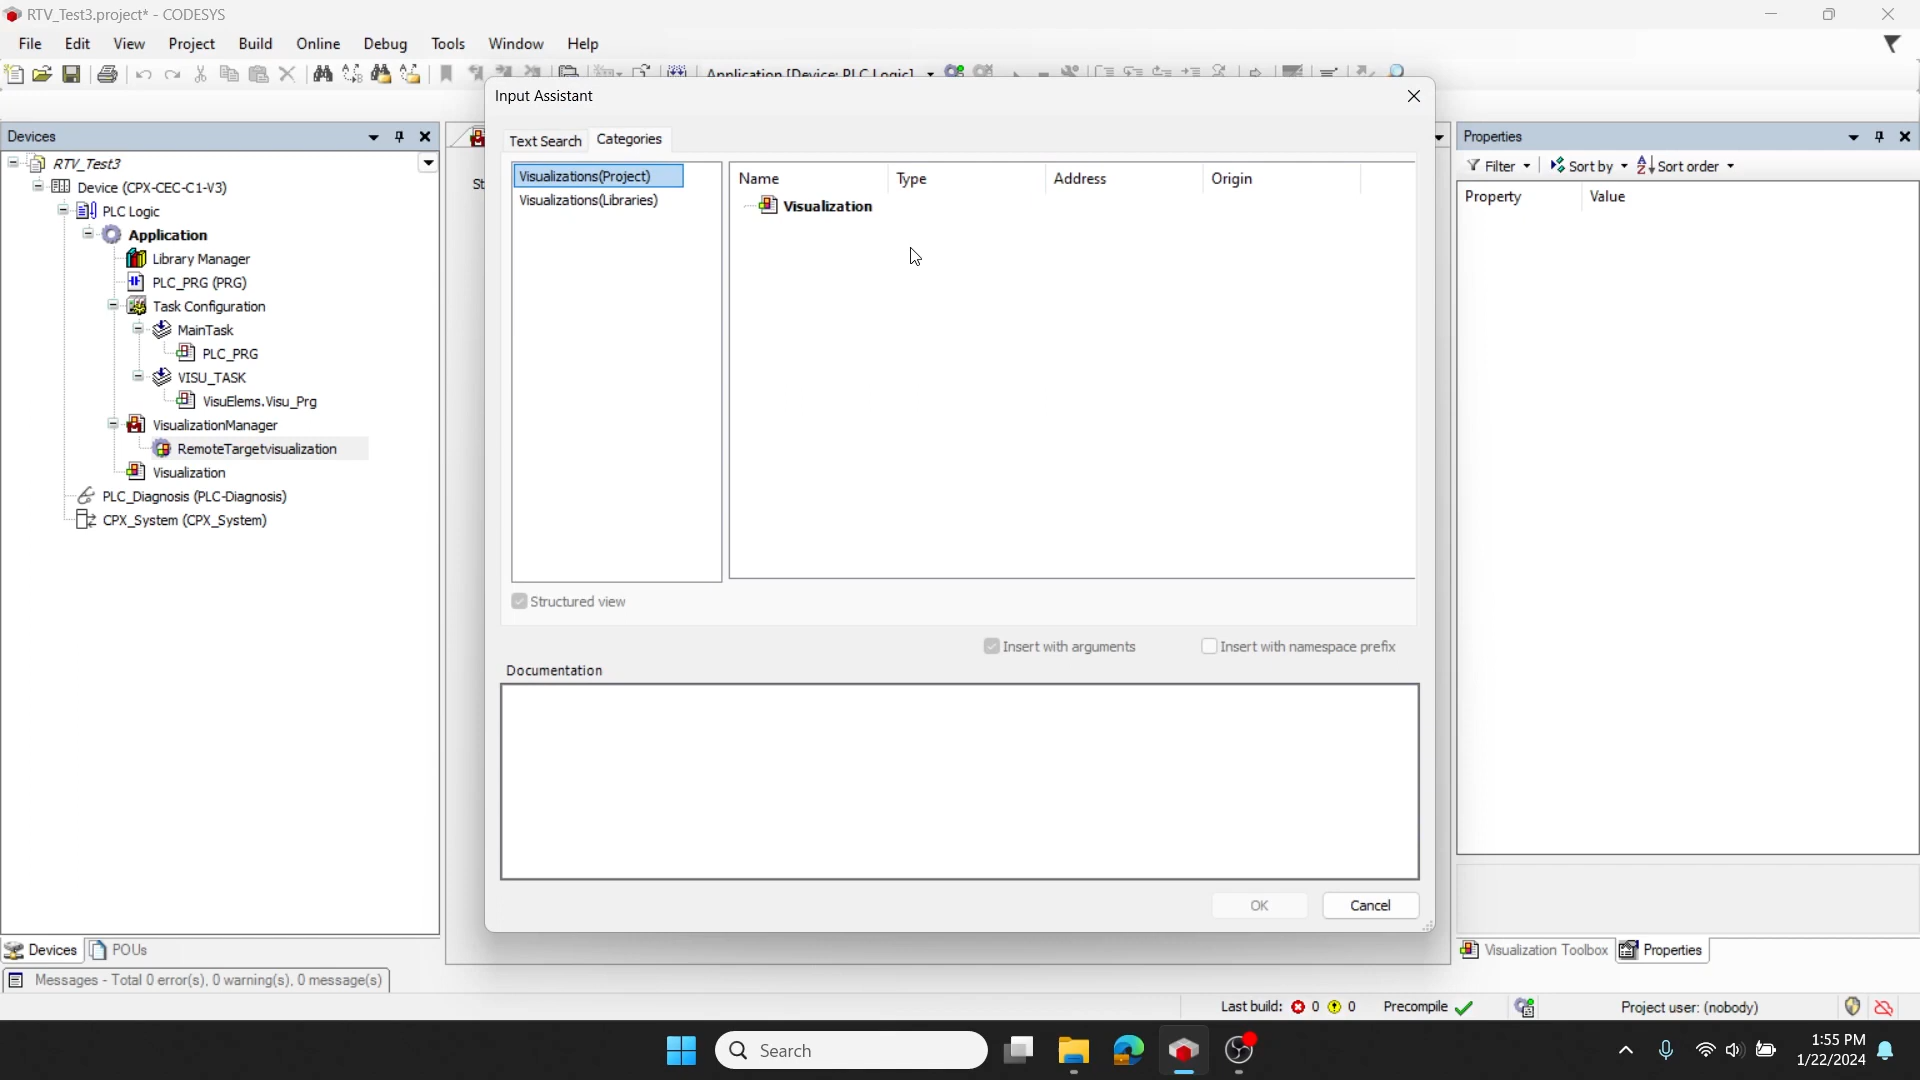 RTV_Test3.project* - CODESYS
File Edit View Project Build Online Debug Tools Window Help
Application [Device: PLC Logic]
Input Assistant
Devices
Properties
Text Search Categories
RTV_Test3
Device (CPX-CEC-C1-V3)
PLC Logic
Application
Library Manager
PLC_PRG (PRG)
Task Configuration
MainTask
PLC_PRG
VISU_TASK
VisuElems.Visu_Prg
VisualizationManager
RemoteTargetvisualization
Visualization
PLC_Diagnosis (PLC-Diagnosis)
CPX_System (CPX_System)
St
Visualizations(Project)
Visualizations(Libraries)
Name Type Address Origin
Visualization
Structured view
Insert with arguments Insert with namespace prefix
Documentation
OK Cancel
Filter Sort by Sort order
Property Value
Devices POUs
Visualization Toolbox Properties
Messages - Total 0 error(s), 0 warning(s), 0 message(s)
Last build: 0 0 Precompile Project user: (nobody)
Search
1:55 PM
1/22/2024